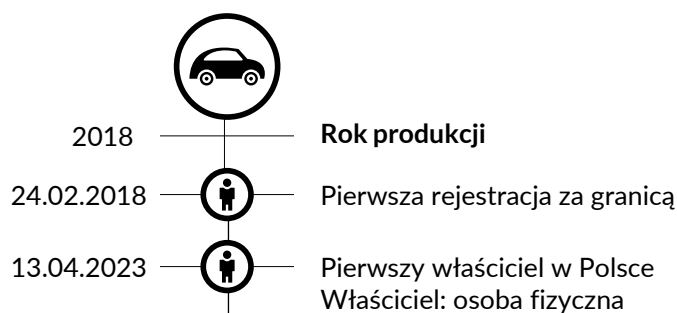 2018 Rok produkcji
24.02.2018 Pierwsza rejestracja za granicą
13.04.2023 Pierwszy właściciel w Polsce
Właściciel: osoba fizyczna